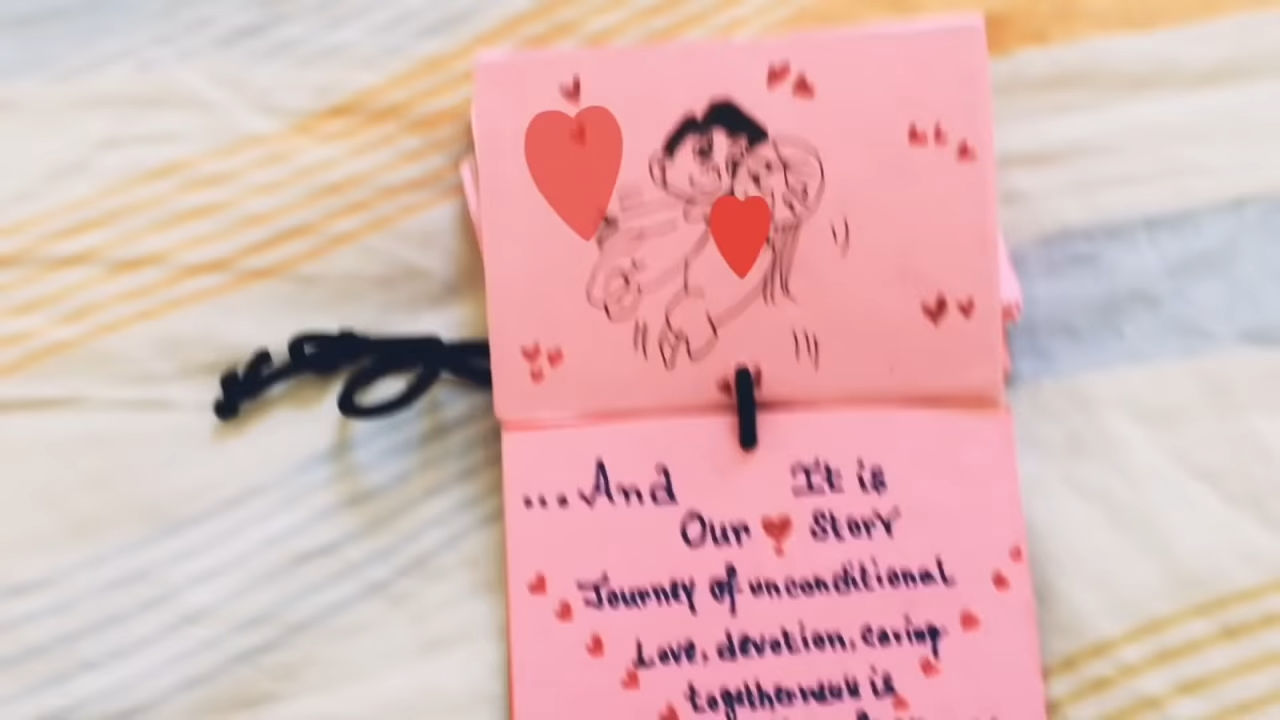 ...And It is
Our ❤ Story
Journey of unconditional
Love, devotion, caring
togetherness is